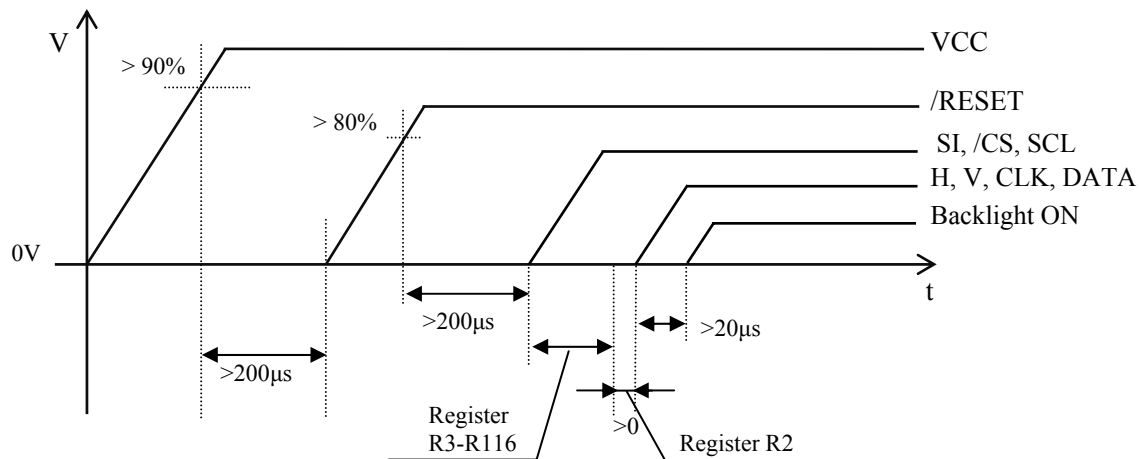 V
VCC
> 90%
/RESET
> 80%
SI, /CS, SCL
H, V, CLK, DATA
Backlight ON
0V
t
>200μs
>20μs
>200μs
Register
R3-R116
>0
Register R2